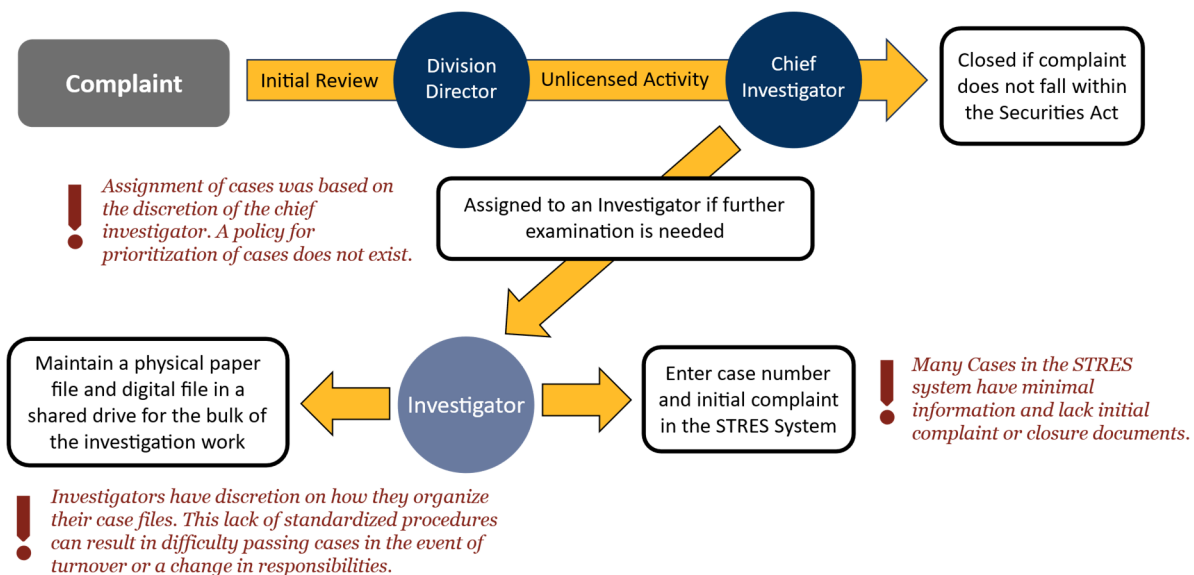 Complaint
Initial Review
Division
Director
Unlicensed Activity
Chief
Investigator
Closed if complaint
does not fall within
the Securities Act
Assignment of cases was based on
the discretion of the chief
investigator. A policy for
prioritization of cases does not exist.
Assigned to an Investigator if further
examination is needed
Maintain a physical paper
file and digital file in a
shared drive for the bulk of
the investigation work
Investigator
Enter case number
and initial complaint
in the STRES System
Many Cases in the STRES
system have minimal
information and lack initial
complaint or closure documents.
Investigators have discretion on how they organize
their case files. This lack of standardized procedures
can result in difficulty passing cases in the event of
turnover or a change in responsibilities.